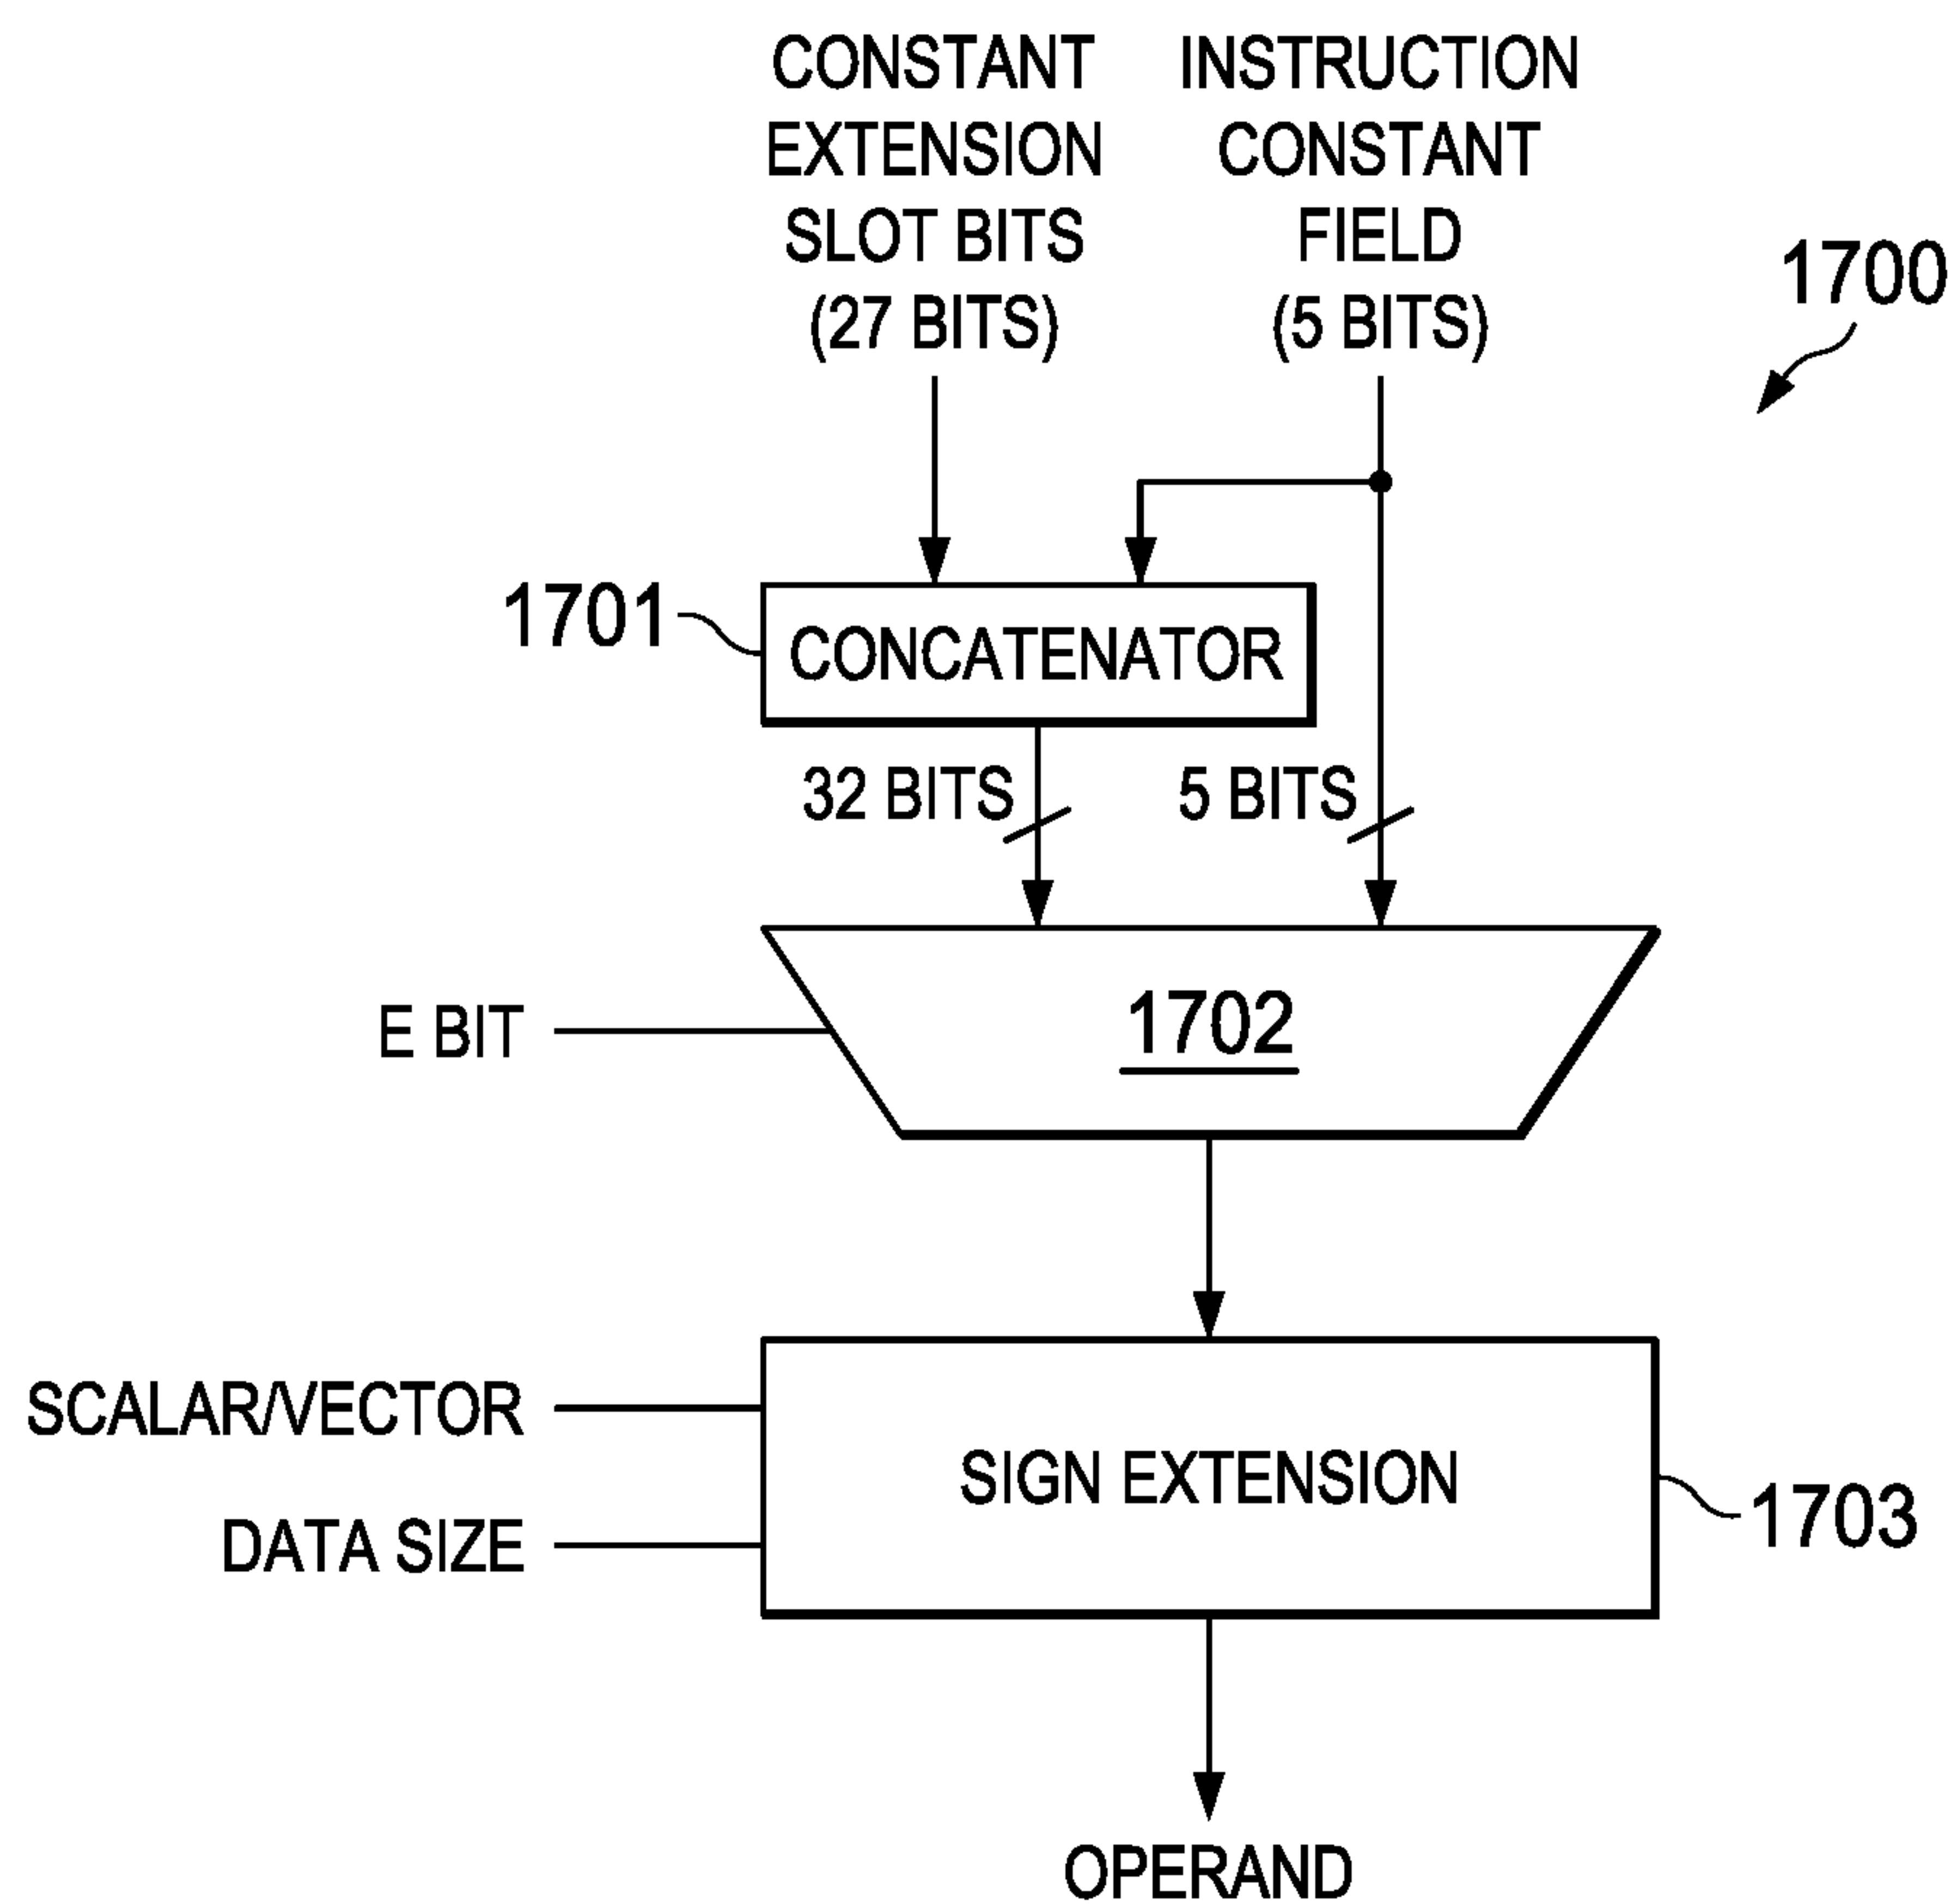 CONSTANT
EXTENSION
SLOT BITS
(27 BITS)
INSTRUCTION
CONSTANT
FIELD
(5 BITS)
1700
1701
CONCATENATOR
32 BITS
5 BITS
E BIT
1702
SCALAR/VECTOR
DATA SIZE
SIGN EXTENSION
1703
OPERAND